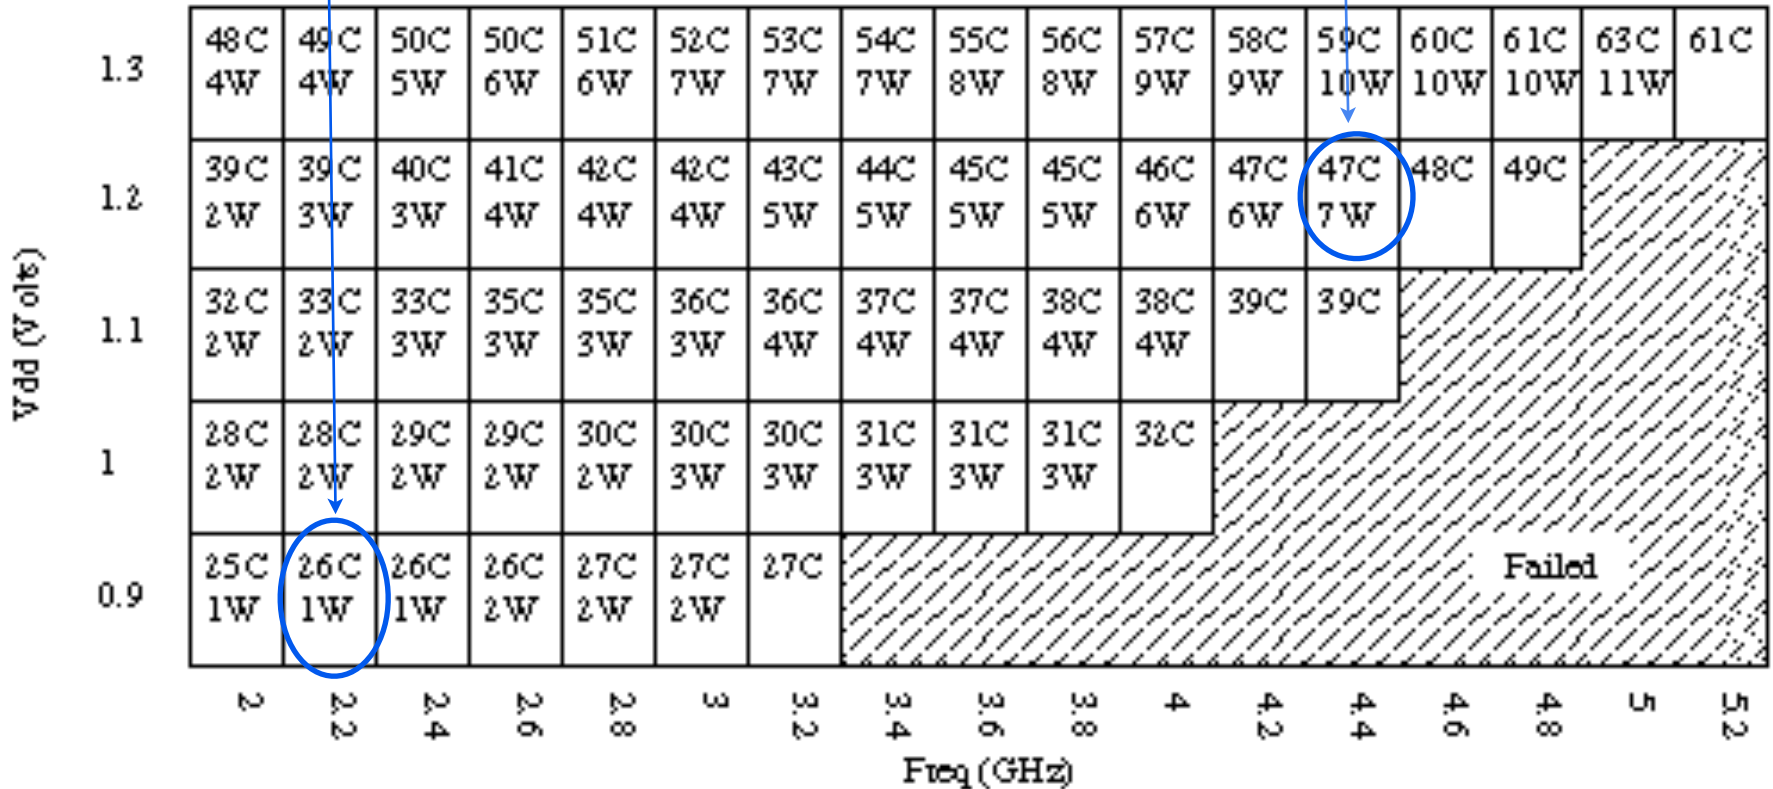 48C 49C 50C 50C 51C 52C 53C 54C 55C 56C 57C 58C 59C 60C 61C 63C 61C
1.3
4W 4W 5W 6W 6W 7W 7W 7W 8W 8W 9W 9W 10W 10W 10W 11W
39C 39C 40C 41C 42C 42C 43C 44C 45C 45C 46C 47C 47C 48C 49C
1.2
2W 3W 3W 4W 4W 4W 5W 5W 5W 5W 6W 6W 7W
Vdd (Volts)
32C 33C 33C 35C 35C 36C 36C 37C 37C 38C 38C 39C 39C
1.1
2W 2W 3W 3W 3W 3W 4W 4W 4W 4W 4W
28C 28C 29C 29C 30C 30C 30C 31C 31C 31C 32C
1
2W 2W 2W 2W 2W 3W 3W 3W 3W 3W
25C 26C 26C 26C 27C 27C 27C
Failed
0.9
1W 1W 1W 2W 2W 2W
2 2.2 2.4 2.6 2.8 3 3.2 3.4 3.6 3.8 4 4.2 4.4 4.6 4.8 5 5.2
Freq (GHz)